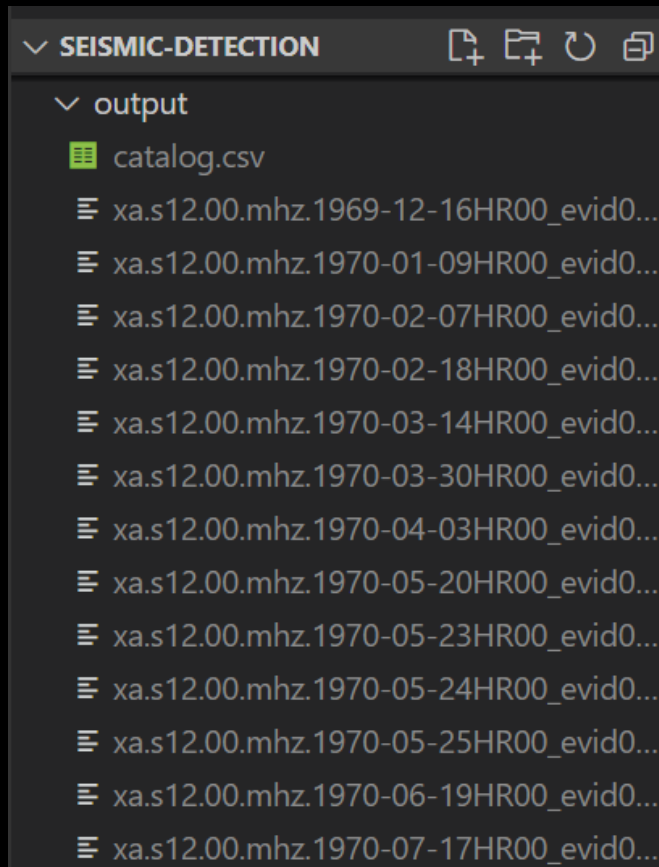 SEISMIC-DETECTION
output
catalog.csv
xa.s12.00.mhz.1969-12-16HR00_evid0...
xa.s12.00.mhz.1970-01-09HR00_evid0...
xa.s12.00.mhz.1970-02-07HR00_evid0...
xa.s12.00.mhz.1970-02-18HR00_evid0...
xa.s12.00.mhz.1970-03-14HR00_evid0...
xa.s12.00.mhz.1970-03-30HR00_evid0...
xa.s12.00.mhz.1970-04-03HR00_evid0...
xa.s12.00.mhz.1970-05-20HR00_evid0...
xa.s12.00.mhz.1970-05-23HR00_evid0...
xa.s12.00.mhz.1970-05-24HR00_evid0...
xa.s12.00.mhz.1970-05-25HR00_evid0...
xa.s12.00.mhz.1970-06-19HR00_evid0...
xa.s12.00.mhz.1970-07-17HR00_evid0...